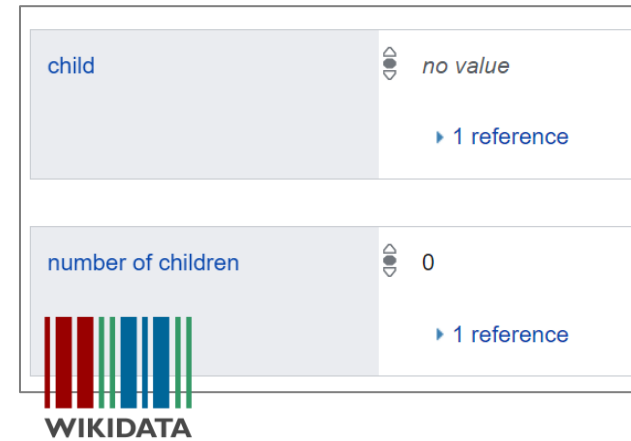 child
no value
1 reference
number of children
0
1 reference
WIKIDATA